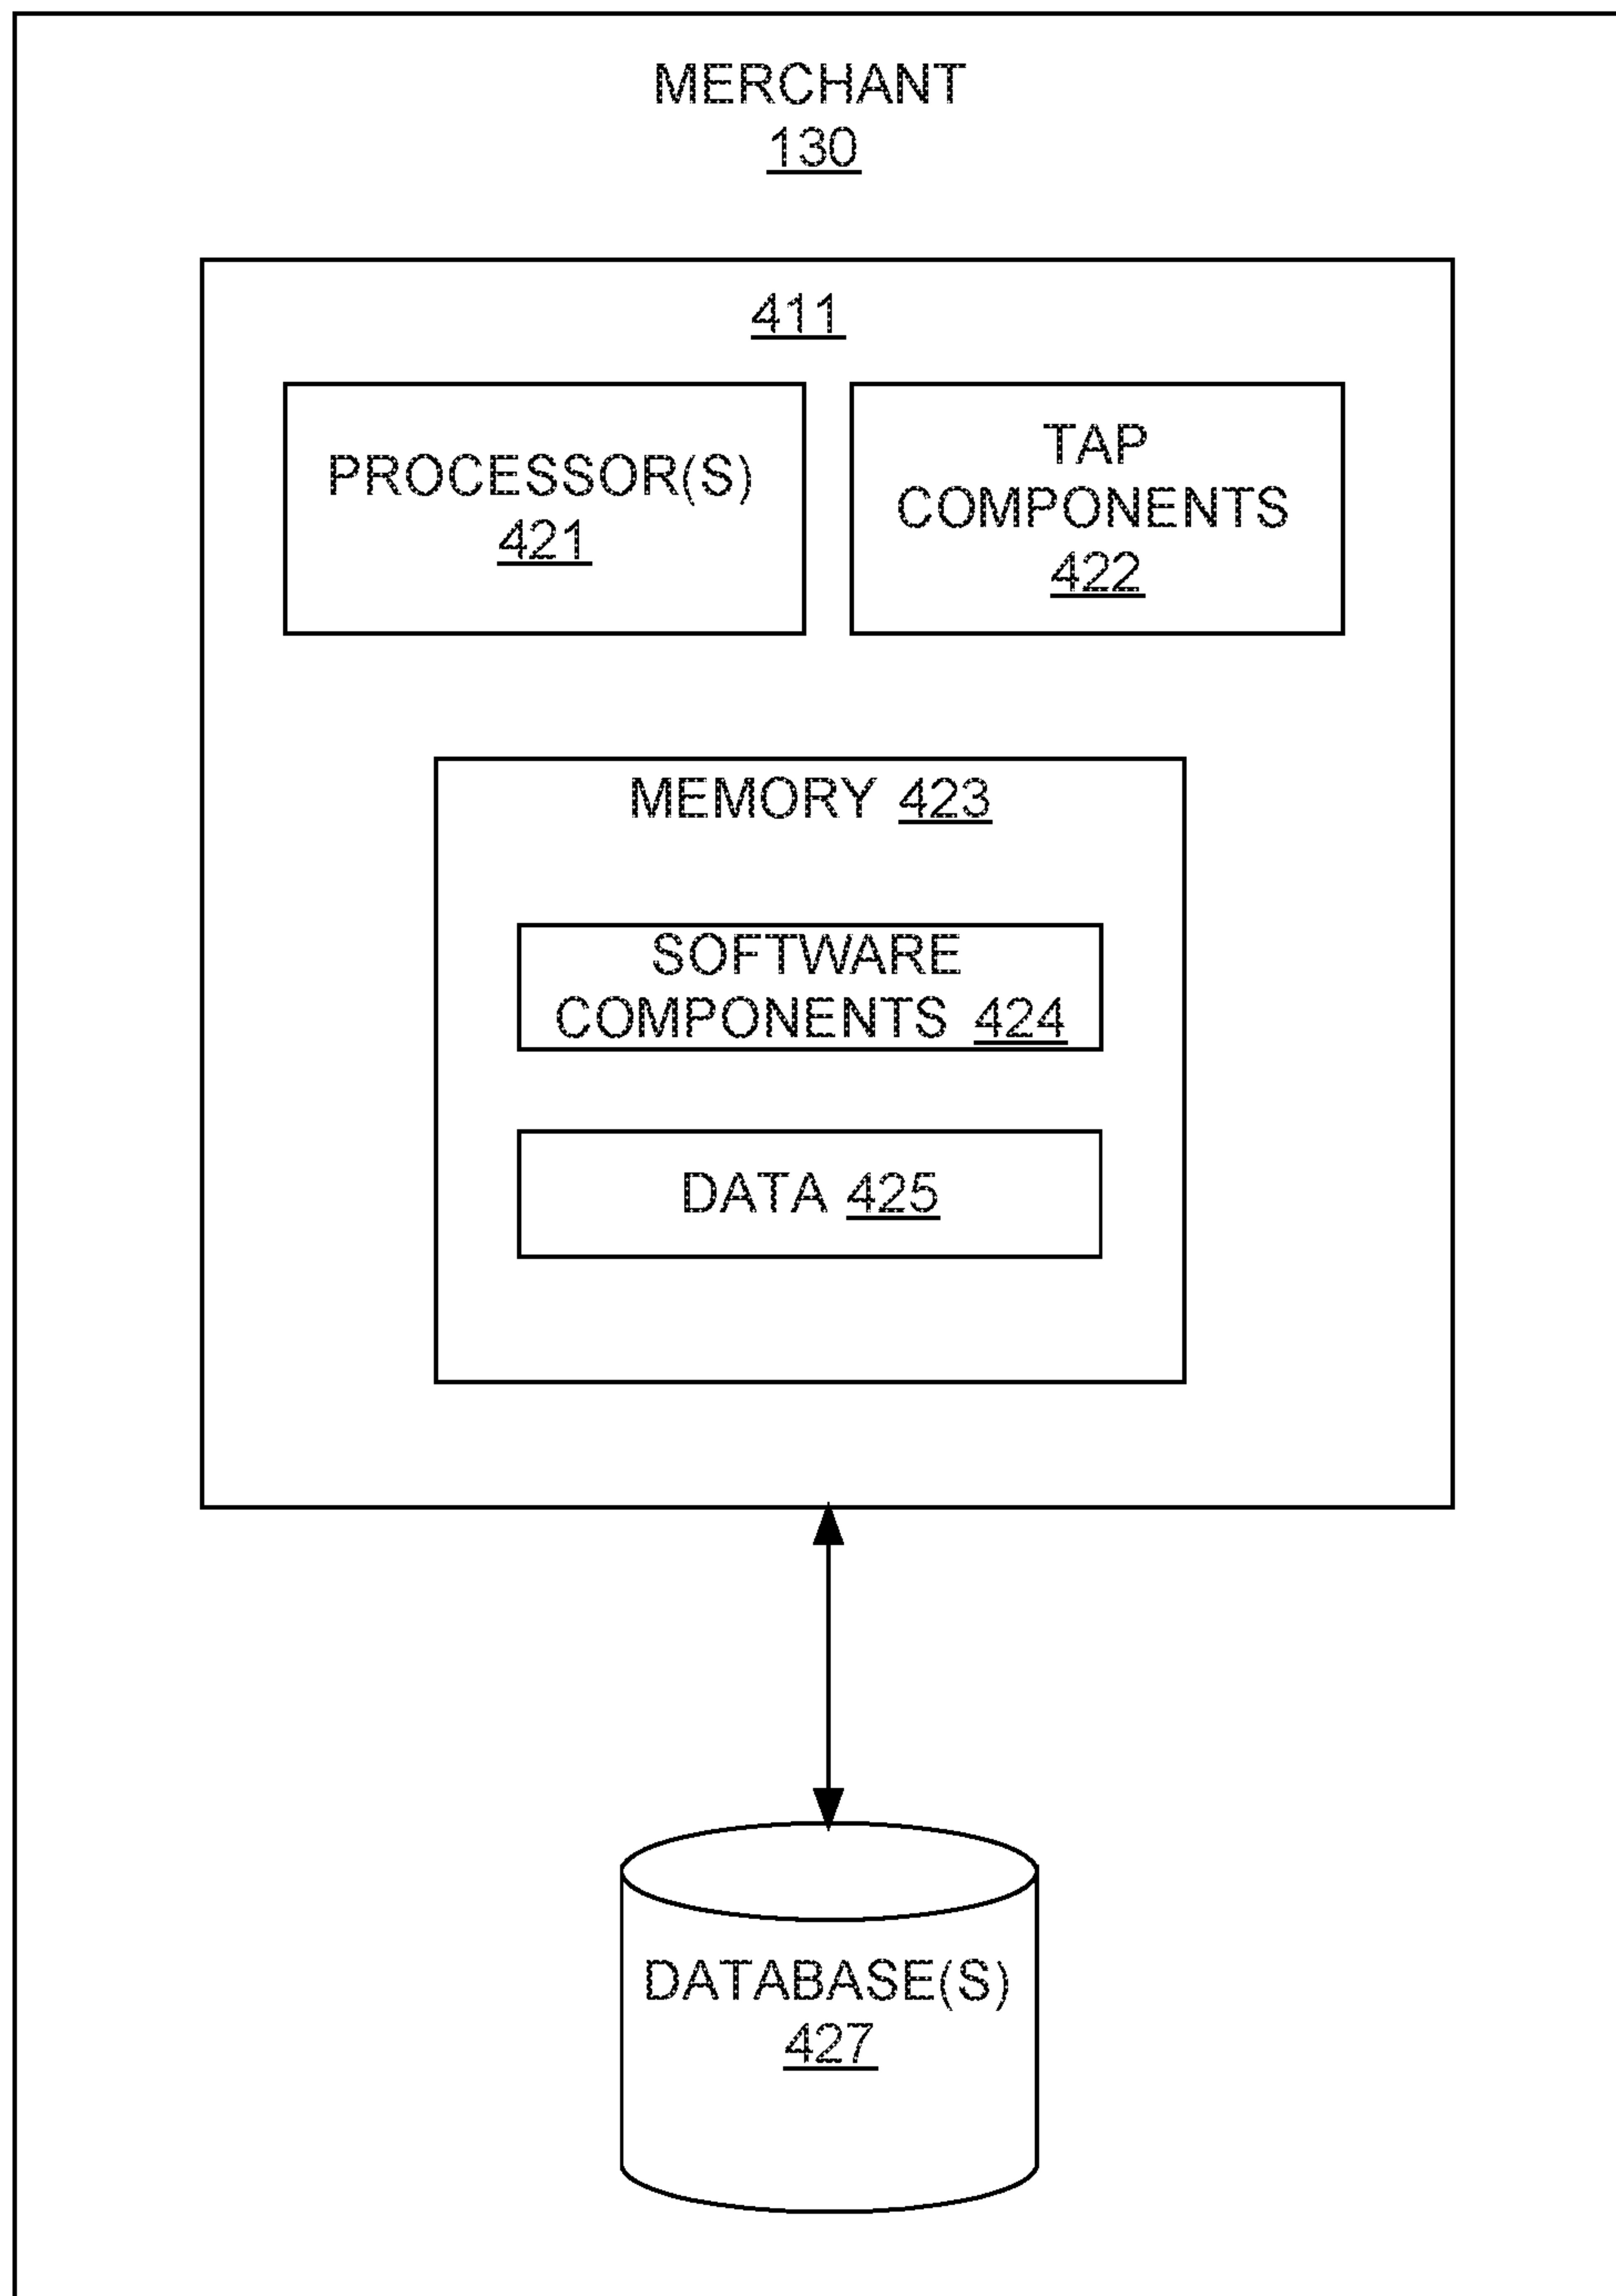 MERCHANT
130
411
PROCESSOR(S)
421
TAP
COMPONENTS
422
MEMORY 423
SOFTWARE
COMPONENTS 424
DATA 425
DATABASE(S)
427